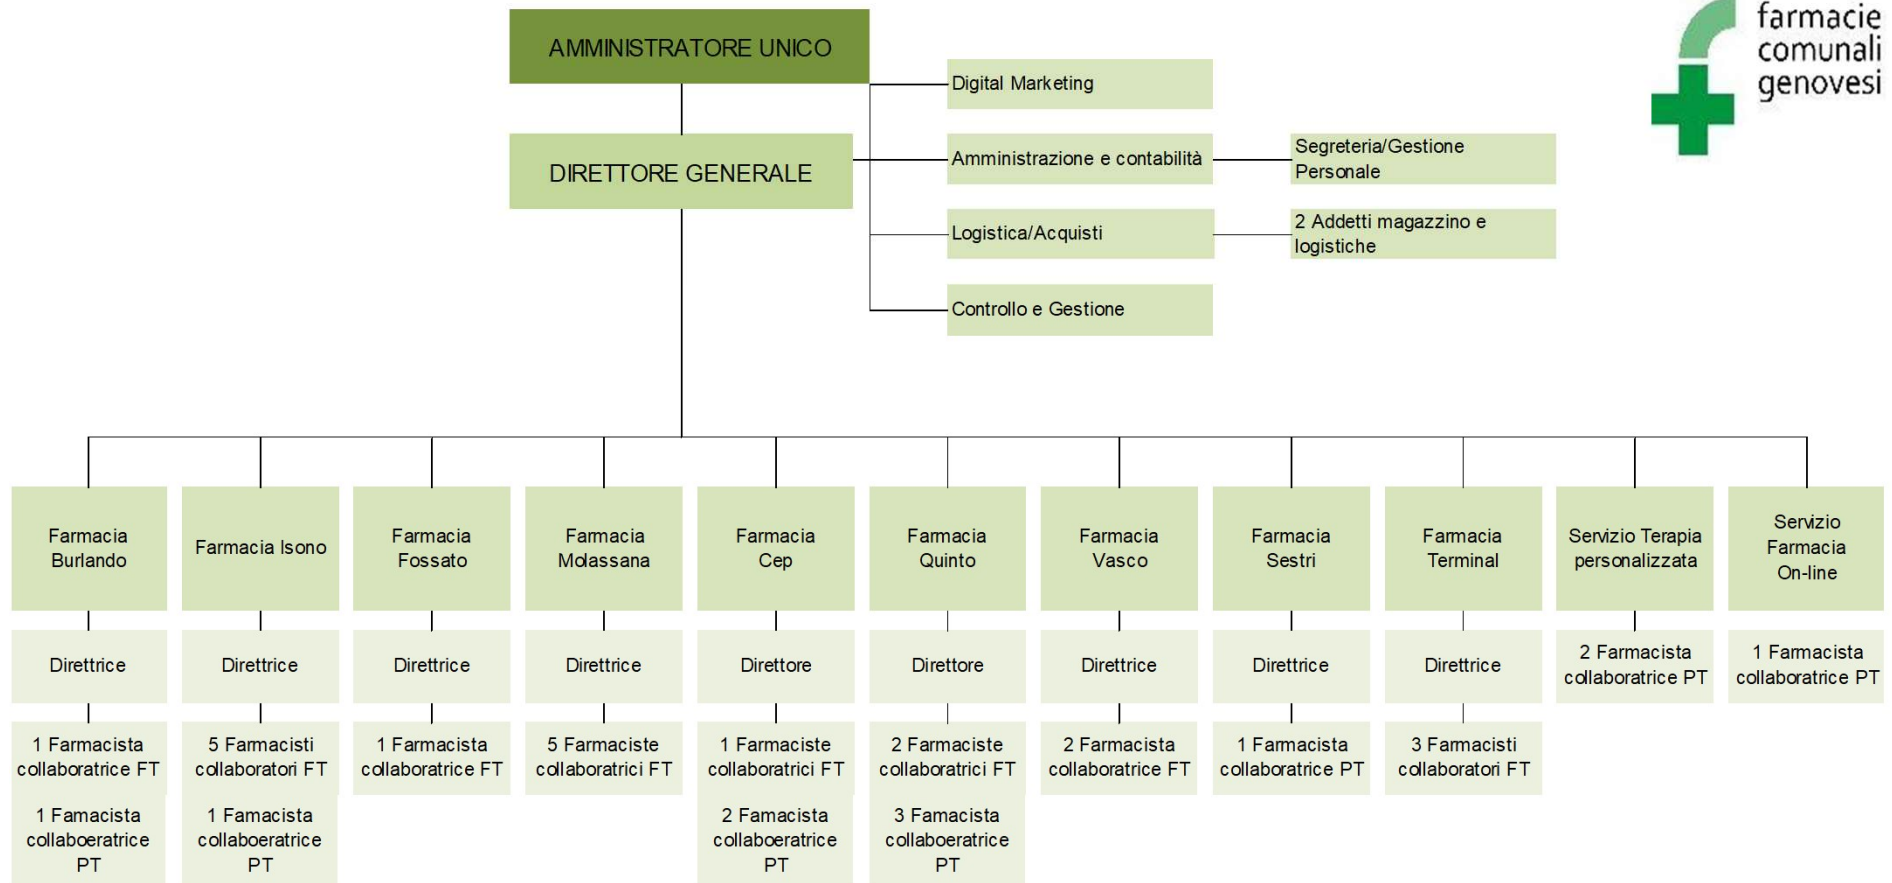 farmacie
comunali
genovesi
AMMINISTRATORE UNICO
Digital Marketing
DIRETTORE GENERALE
Amministrazione e contabilità
Segreteria/Gestione
Personale
Logistica/Acquisti
2 Addetti magazzino e
logistiche
Controllo e Gestione
Farmacia
Burlando
Farmacia Isono
Farmacia
Fossato
Farmacia
Molassana
Farmacia
Cep
Farmacia
Quinto
Farmacia
Vasco
Farmacia
Sestri
Farmacia
Terminal
Servizio Terapia
personalizzata
Servizio
Farmacia
On-line
Direttrice
Direttrice
Direttrice
Direttrice
Direttore
Direttore
Direttrice
Direttrice
Direttrice
2 Farmacista
collaboratrice PT
1 Farmacista
collaboratrice PT
1 Farmacista
collaboratrice FT
5 Farmacisti
collaboratori FT
1 Farmacista
collaboratrice FT
5 Farmaciste
collaboratrici FT
1 Farmaciste
collaboratrici FT
2 Farmaciste
collaboratrici FT
2 Farmacista
collaboratrice FT
1 Farmacista
collaboratrice PT
3 Farmacisti
collaboratori FT
1 Famacista
collaboeratrice
PT
1 Famacista
collaboeratrice
PT
2 Famacista
collaboeratrice
PT
3 Famacista
collaboeratrice
PT